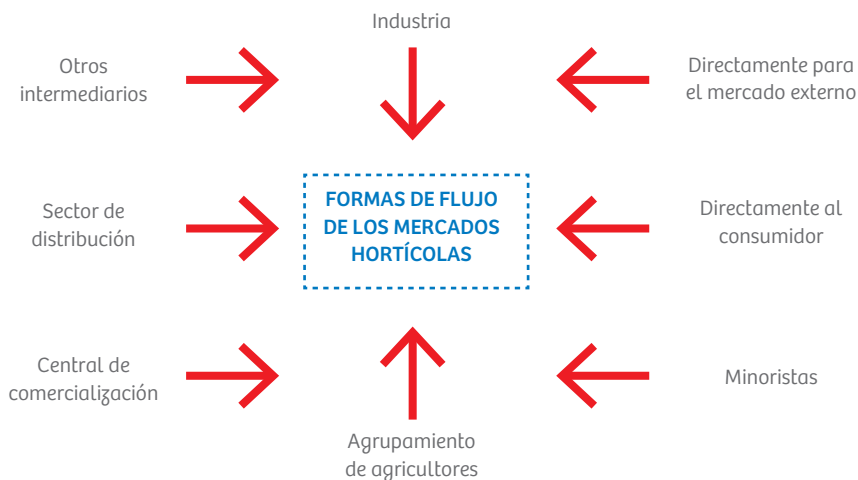 Industria
Otros
intermediarios
Directamente para
el mercado externo
Sector de
distribución
FORMAS DE FLUJO
DE LOS MERCADOS
HORTÍCOLAS
Directamente al
consumidor
Central de
comercialización
Minoristas
Agrupamiento
de agricultores